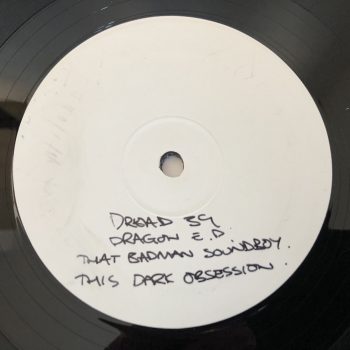 DREAD 39
DRAGON E.P.
THAT BADMAN SOUNDBOY.
THIS DARK OBSESSION.